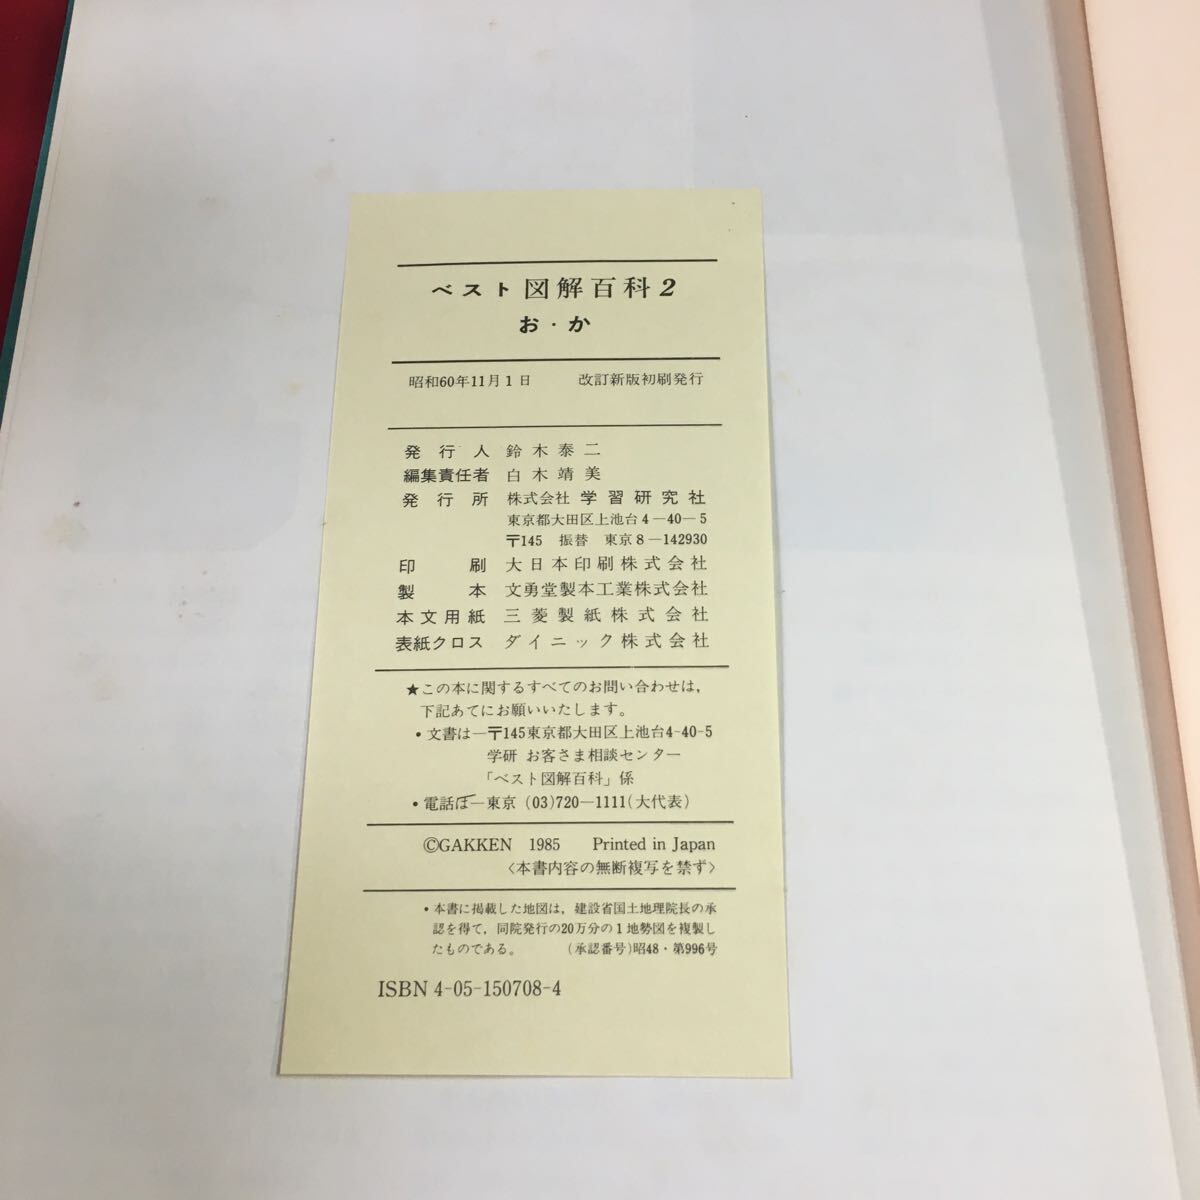 ベスト 図解百科 2
お・か
昭和60年11月1日 改訂新版初刷発行
発行人 鈴木泰二
編集責任者 白木靖美
発行所 株式会社 学習研究社
東京都大田区上池台4—40—5
〒145 振替 東京8—142930
印刷 大日本印刷株式会社
製本 文勇堂製本工業株式会社
本文用紙 三菱製紙株式会社
表紙クロス ダイニック株式会社
★この本に関するすべてのお問い合わせは,
下記あてにお願いいたします。
・文書は—〒145東京都大田区上池台4-40-5
学研 お客さま相談センター
「ベスト図解百科」係
・電話は—東京 (03)720—1111(大代表)
©GAKKEN 1985 Printed in Japan
〈本書内容の無断複写を禁ず〉
・本書に掲載した地図は, 建設省国土地理院長の承
認を得て, 同院発行の20万分の1地勢図を複製し
たものである。 (承認番号)昭48・第996号
ISBN 4-05-150708-4